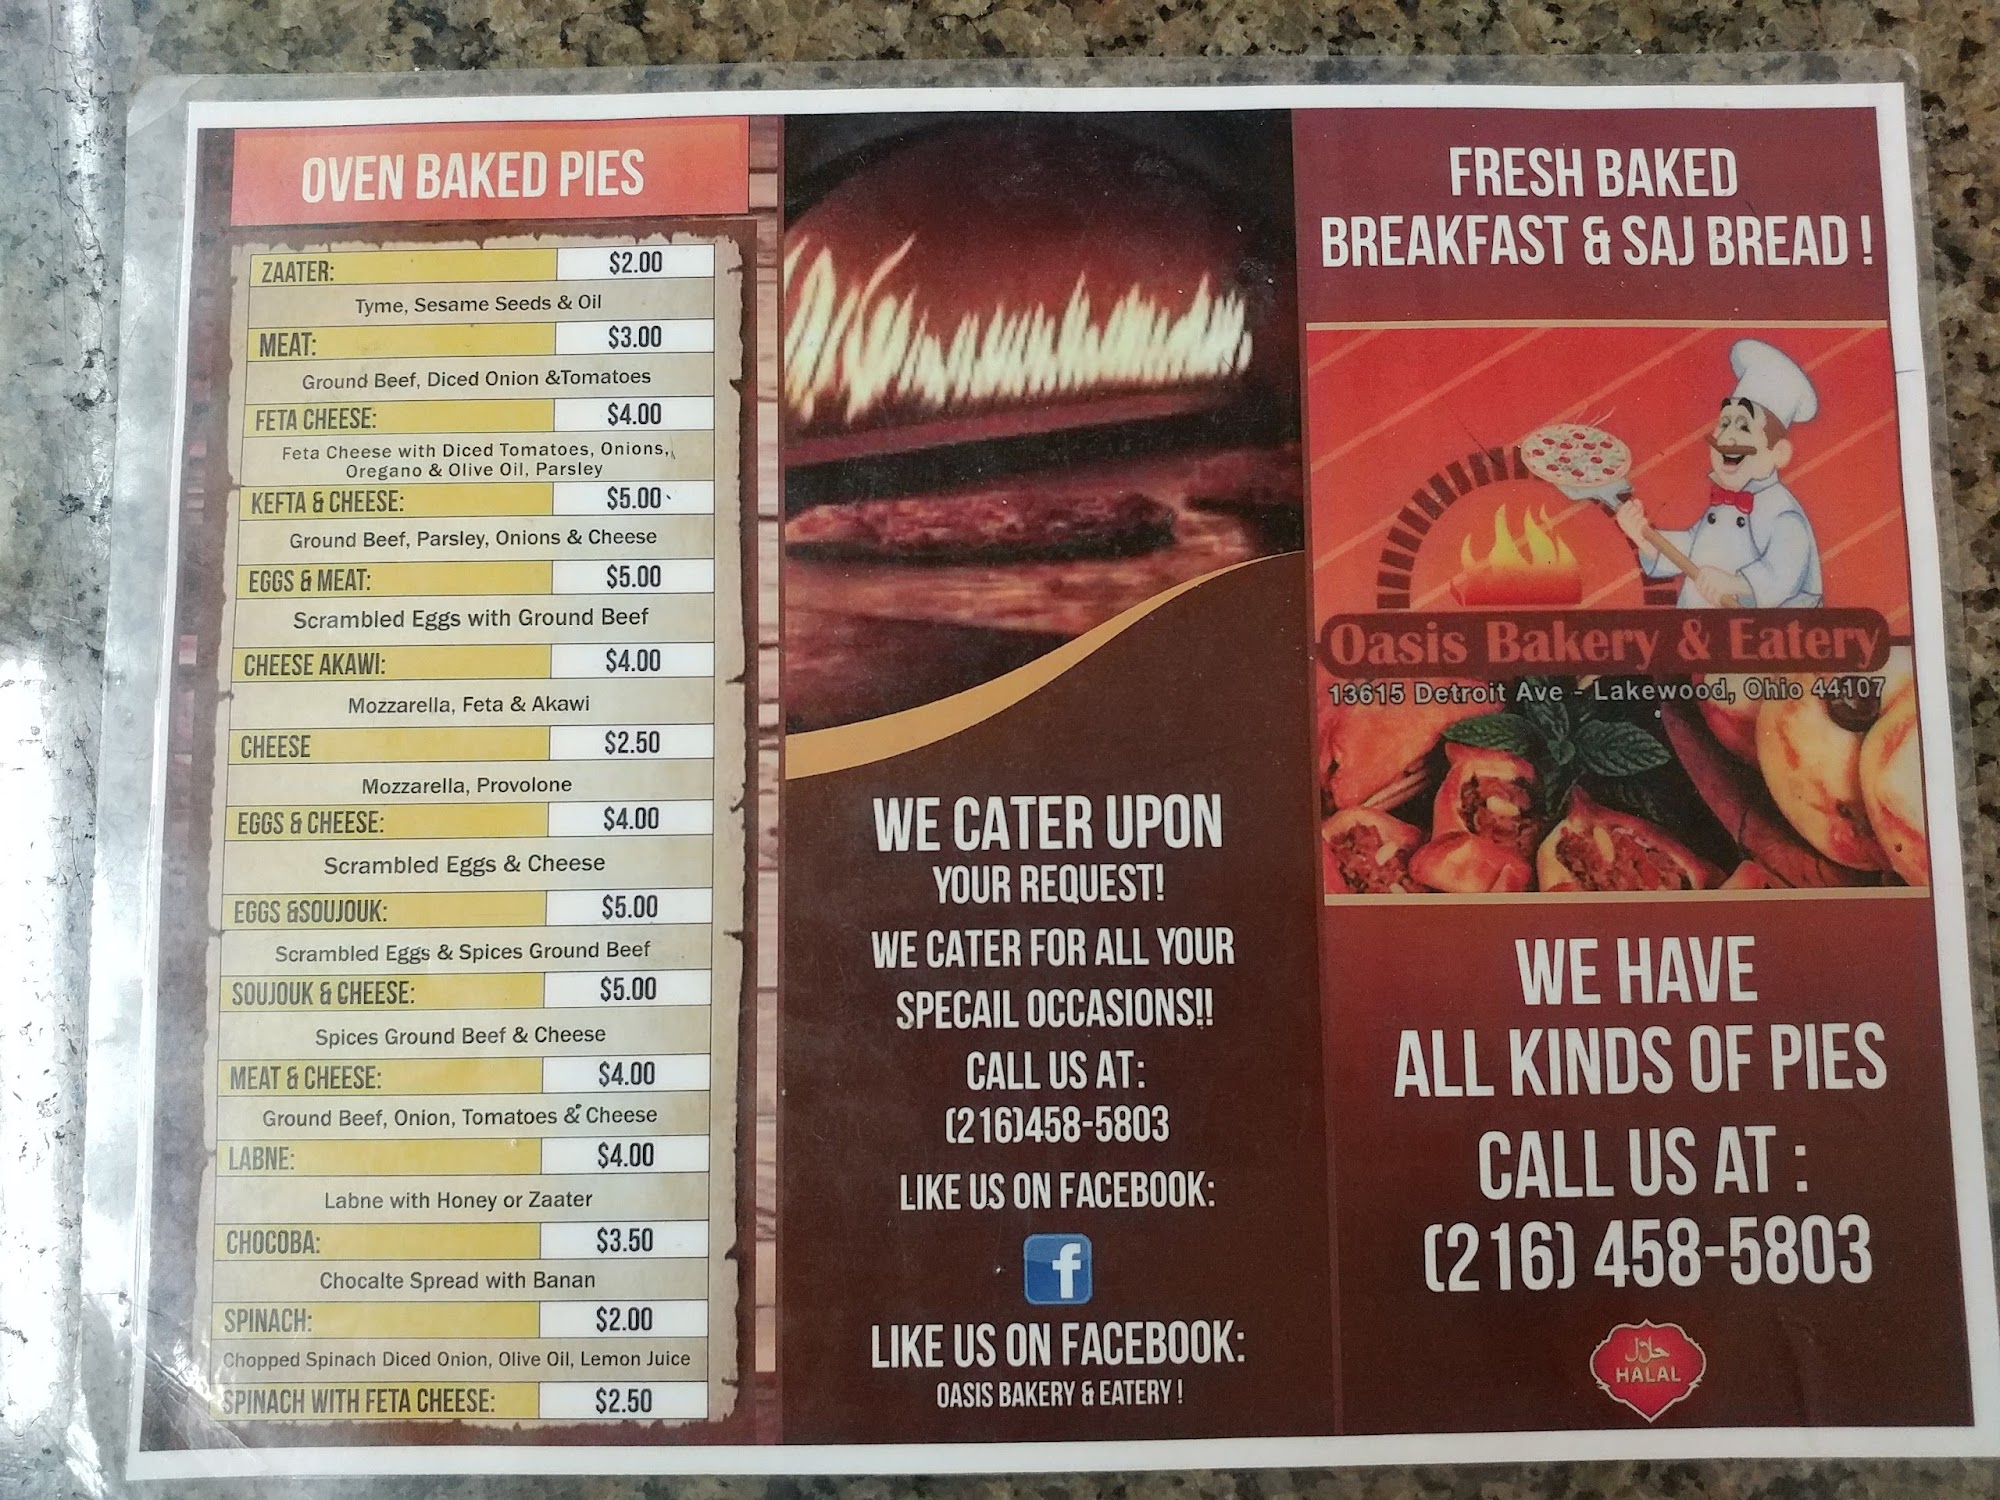 OVEN BAKED PIES
ZAATER: $2.00
Tyme, Sesame Seeds & Oil
MEAT: $3.00
Ground Beef, Diced Onion &Tomatoes
FETA CHEESE: $4.00
Feta Cheese with Diced Tomatoes, Onions,
Oregano & Olive Oil, Parsley
KEFTA & CHEESE: $5.00
Ground Beef, Parsley, Onions & Cheese
EGGS & MEAT: $5.00
Scrambled Eggs with Ground Beef
CHEESE AKAWI: $4.00
Mozzarella, Feta & Akawi
CHEESE $2.50
Mozzarella, Provolone
EGGS & CHEESE: $4.00
Scrambled Eggs & Cheese
EGGS &SOUJOUK: $5.00
Scrambled Eggs & Spices Ground Beef
SOUJOUK & CHEESE: $5.00
Spices Ground Beef & Cheese
MEAT & CHEESE: $4.00
Ground Beef, Onion, Tomatoes & Cheese
LABNE: $4.00
Labne with Honey or Zaater
CHOCOBA: $3.50
Chocalte Spread with Banan
SPINACH: $2.00
Chopped Spinach Diced Onion, Olive Oil, Lemon Juice
SPINACH WITH FETA CHEESE: $2.50
WE CATER UPON
YOUR REQUEST!
WE CATER FOR ALL YOUR
SPECAIL OCCASIONS!!
CALL US AT:
(216)458-5803
LIKE US ON FACEBOOK:
f
LIKE US ON FACEBOOK:
OASIS BAKERY & EATERY !
FRESH BAKED
BREAKFAST & SAJ BREAD !
Oasis Bakery & Eatery
13615 Detroit Ave - Lakewood, Ohio 44107
WE HAVE
ALL KINDS OF PIES
CALL US AT :
(216) 458-5803
حلال
HALAL